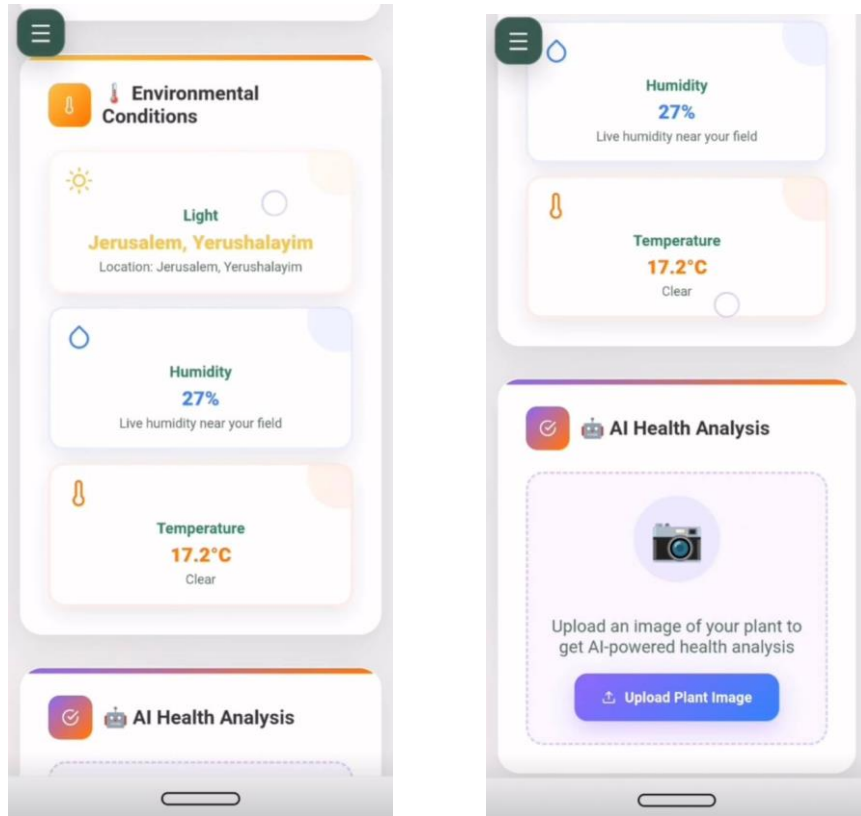 Environmental
Conditions
Light
Jerusalem, Yerushalayim
Location: Jerusalem, Yerushalayim
Humidity
27%
Live humidity near your field
Temperature
17.2°C
Clear
AI Health Analysis
Humidity
27%
Live humidity near your field
Temperature
17.2°C
Clear
AI Health Analysis
Upload an image of your plant to
get AI-powered health analysis
Upload Plant Image